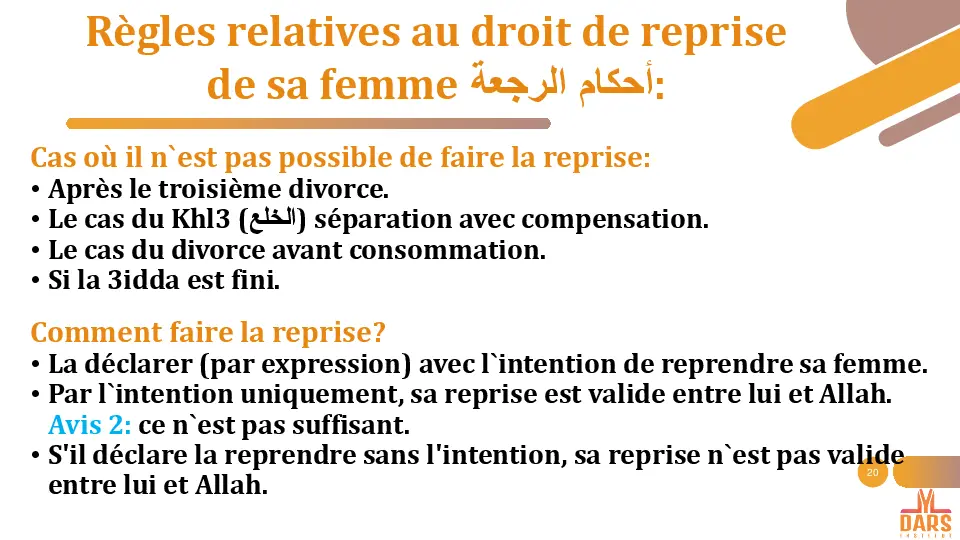 Règles relatives au droit de reprise
de sa femme أحكام الرجعة:
Cas où il n`est pas possible de faire la reprise:
• Après le troisième divorce.
• Le cas du Khl3 (الخلع) séparation avec compensation.
• Le cas du divorce avant consommation.
• Si la 3idda est fini.
Comment faire la reprise?
• La déclarer (par expression) avec l`intention de reprendre sa femme.
• Par l`intention uniquement, sa reprise est valide entre lui et Allah.
Avis 2: ce n`est pas suffisant.
• S'il déclare la reprendre sans l'intention, sa reprise n`est pas valide
entre lui et Allah.
20
DARS
INSTITUT